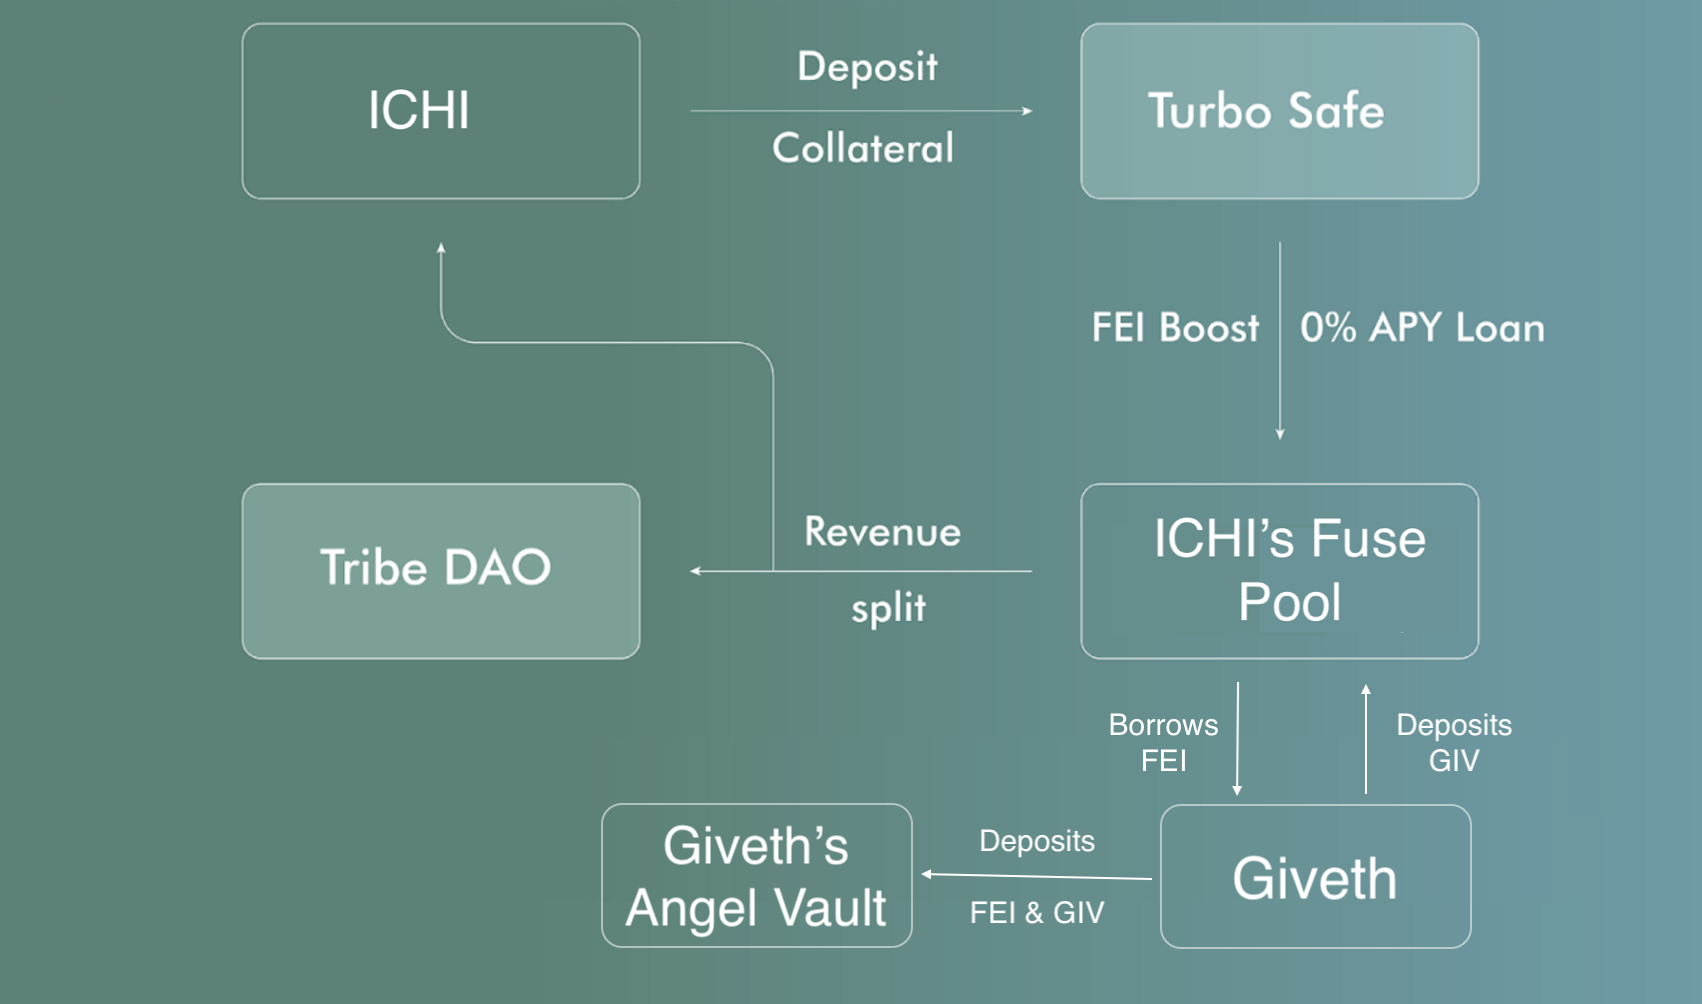 ICHI
Deposit
Collateral
Turbo Safe
FEI Boost
0% APY Loan
Tribe DAO
Revenue
split
ICHI’s Fuse
Pool
Borrows
FEI
Deposits
GIV
Giveth’s
Angel Vault
Deposits
FEI & GIV
Giveth